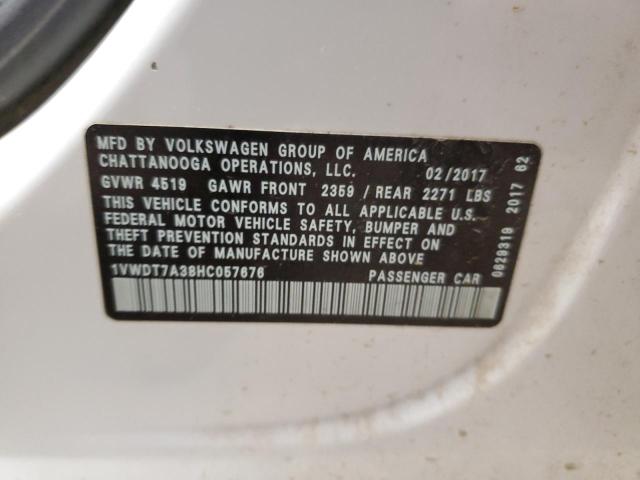 MFD BY VOLKSWAGEN GROUP OF AMERICA
CHATTANOOGA OPERATIONS, LLC. 02/2017
GVWR 4519 GAWR FRONT 2359 / REAR 2271 LBS
THIS VEHICLE CONFORMS TO ALL APPLICABLE U.S.
FEDERAL MOTOR VEHICLE SAFETY, BUMPER AND
THEFT PREVENTION STANDARDS IN EFFECT ON
THE DATE OF MANUFACTURE SHOWN ABOVE
1VWDT7A38HC057676 PASSENGER CAR
0629319 2017 62